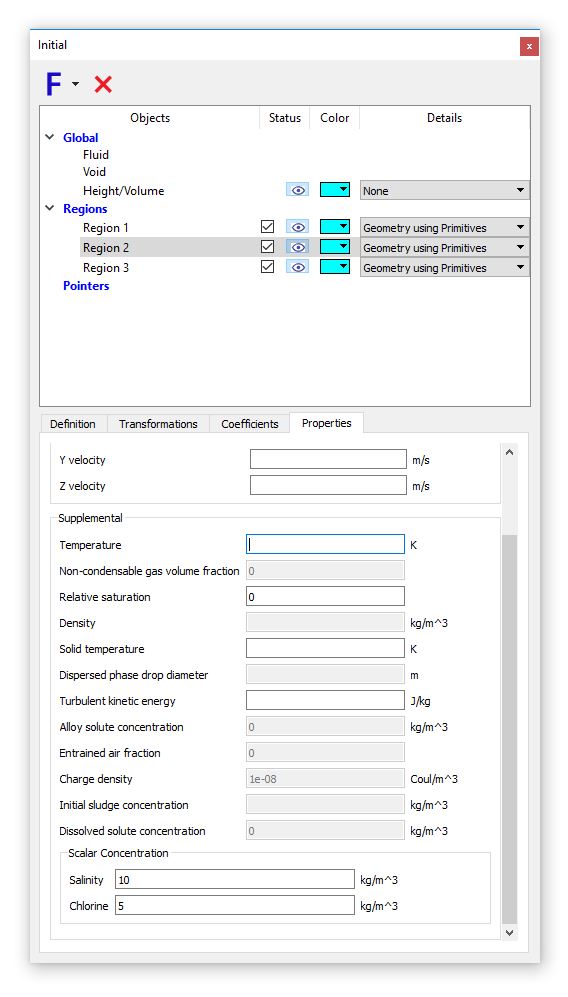 Initial
x
F
Objects Status Color Details
Global
Fluid
Void
Height/Volume None
Regions
Region 1 Geometry using Primitives
Region 2 Geometry using Primitives
Region 3 Geometry using Primitives
Pointers
Definition Transformations Coefficients Properties
Y velocity m/s
Z velocity m/s
Supplemental
Temperature K
Non-condensable gas volume fraction 0
Relative saturation 0
Density kg/m^3
Solid temperature K
Dispersed phase drop diameter m
Turbulent kinetic energy J/kg
Alloy solute concentration 0 kg/m^3
Entrained air fraction 0
Charge density 1e-08 Coul/m^3
Initial sludge concentration kg/m^3
Dissolved solute concentration 0 kg/m^3
Scalar Concentration
Salinity 10 kg/m^3
Chlorine 5 kg/m^3